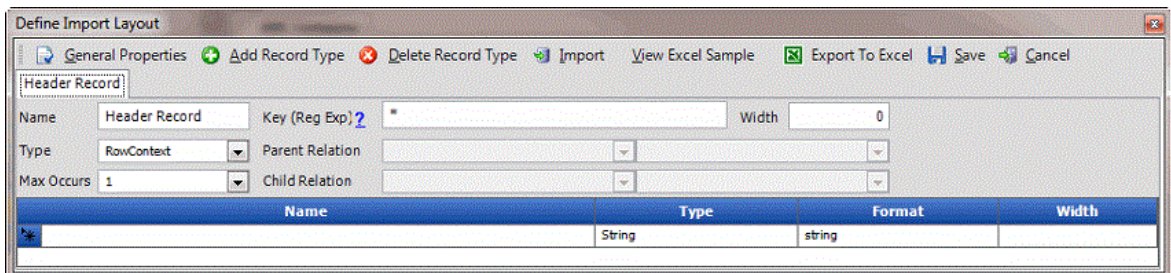 Define Import Layout
General Properties Add Record Type Delete Record Type Import View Excel Sample Export To Excel Save Cancel
Header Record
Name Header Record Key (Reg Exp) ? * Width 0
Type RowContext Parent Relation
Max Occurs 1 Child Relation
Name Type Format Width
String string